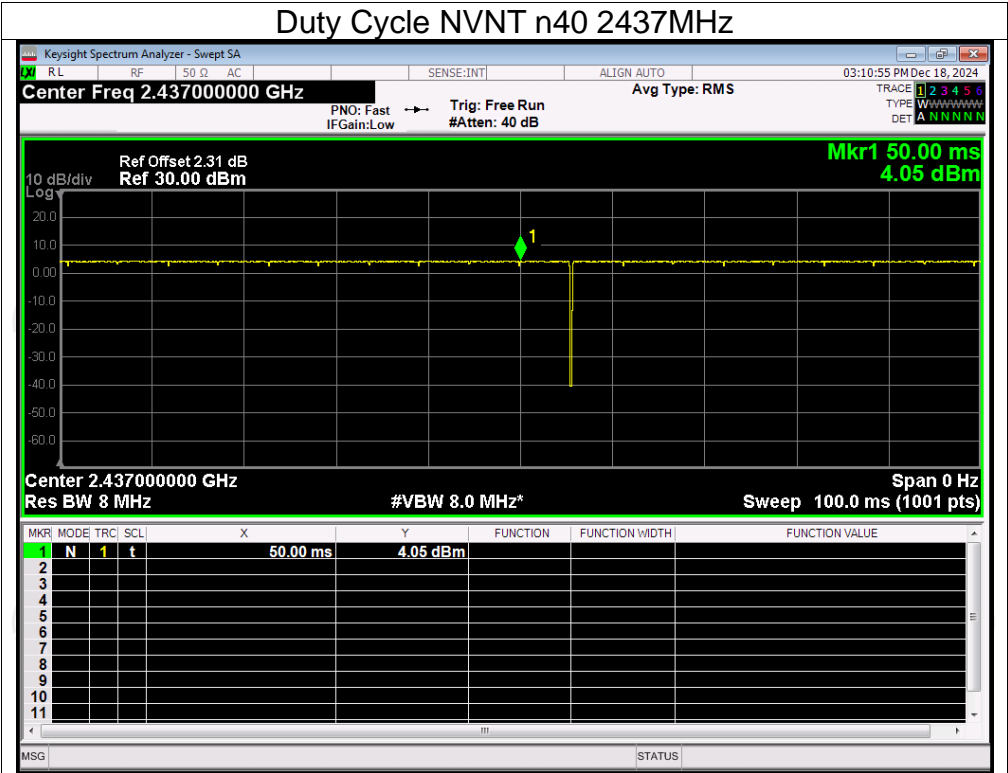 Duty Cycle NVNT n40 2437MHz
Keysight Spectrum Analyzer - Swept SA
LXI RL RF 50 Ω AC SENSE:INT ALIGN AUTO 03:10:55 PM Dec 18, 2024
Center Freq 2.437000000 GHz
PNO: Fast
IFGain:Low
Trig: Free Run
#Atten: 40 dB
Avg Type: RMS
TRACE 1 2 3 4 5 6
TYPE WWWWWW
DET A N N N N N
Mkr1 50.00 ms
4.05 dBm
Ref Offset 2.31 dB
10 dB/div Ref 30.00 dBm
Log
20.0
10.0
0.00
-10.0
-20.0
-30.0
-40.0
-50.0
-60.0
1
Center 2.437000000 GHz Span 0 Hz
Res BW 8 MHz #VBW 8.0 MHz* Sweep 100.0 ms (1001 pts)
MKR MODE TRC SCL X Y FUNCTION FUNCTION WIDTH FUNCTION VALUE
1 N 1 t 50.00 ms 4.05 dBm
2
3
4
5
6
7
8
9
10
11
MSG STATUS